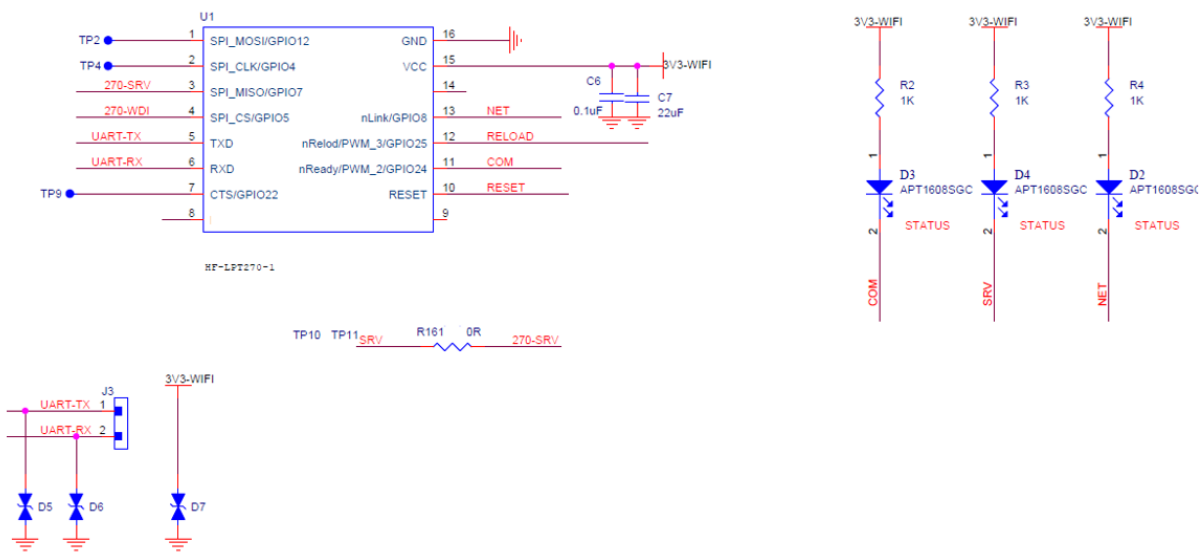 U1
TP2
1
SPI_MOSI/GPIO12
GND
16
TP4
2
SPI_CLK/GPIO4
VCC
15
3V3-WIFI
270-SRV
3
SPI_MISO/GPIO7
14
270-WDI
4
SPI_CS/GPIO5
nLink/GPIO8
13
NET
UART-TX
5
TXD
nRelod/PWM_3/GPIO25
12
RELOAD
UART-RX
6
RXD
nReady/PWM_2/GPIO24
11
COM
TP9
7
CTS/GPIO22
RESET
10
RESET
8
9
HF-LPT270-1
C6
0.1uF
C7
22uF
3V3-WIFI
3V3-WIFI
3V3-WIFI
R2
1K
R3
1K
R4
1K
1
1
1
D3
APT1608SGC
D4
APT1608SGC
D2
APT1608SGC
2
STATUS
2
STATUS
2
STATUS
COM
SRV
NET
TP10
TP11
SRV
R161
0R
270-SRV
J3
UART-TX
1
UART-RX
2
3V3-WIFI
D5
D6
D7